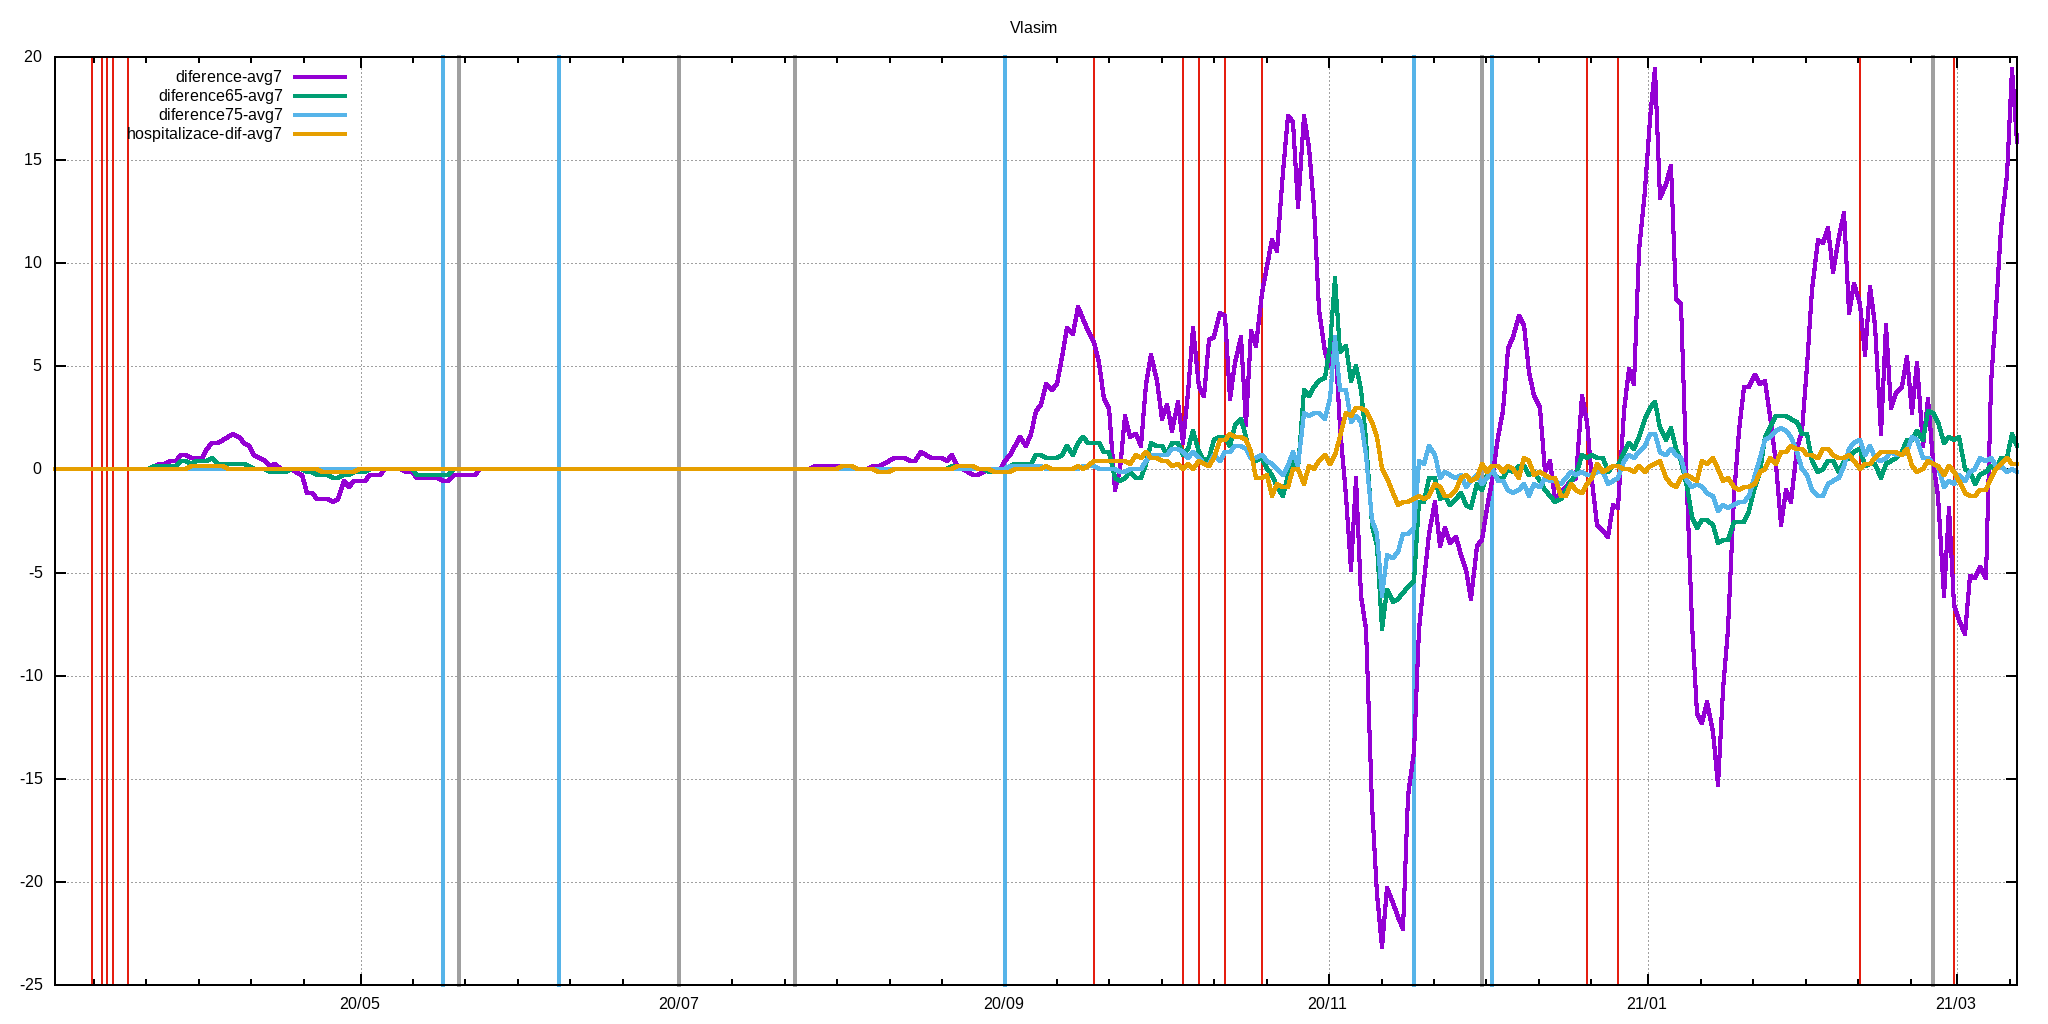 Vlasim
20
diference-avg7
diference65-avg7
diference75-avg7
hospitalizace-dif-avg7
15
10
5
0
-5
-10
-15
-20
-25
20/05 20/07 20/09 20/11 21/01 21/03